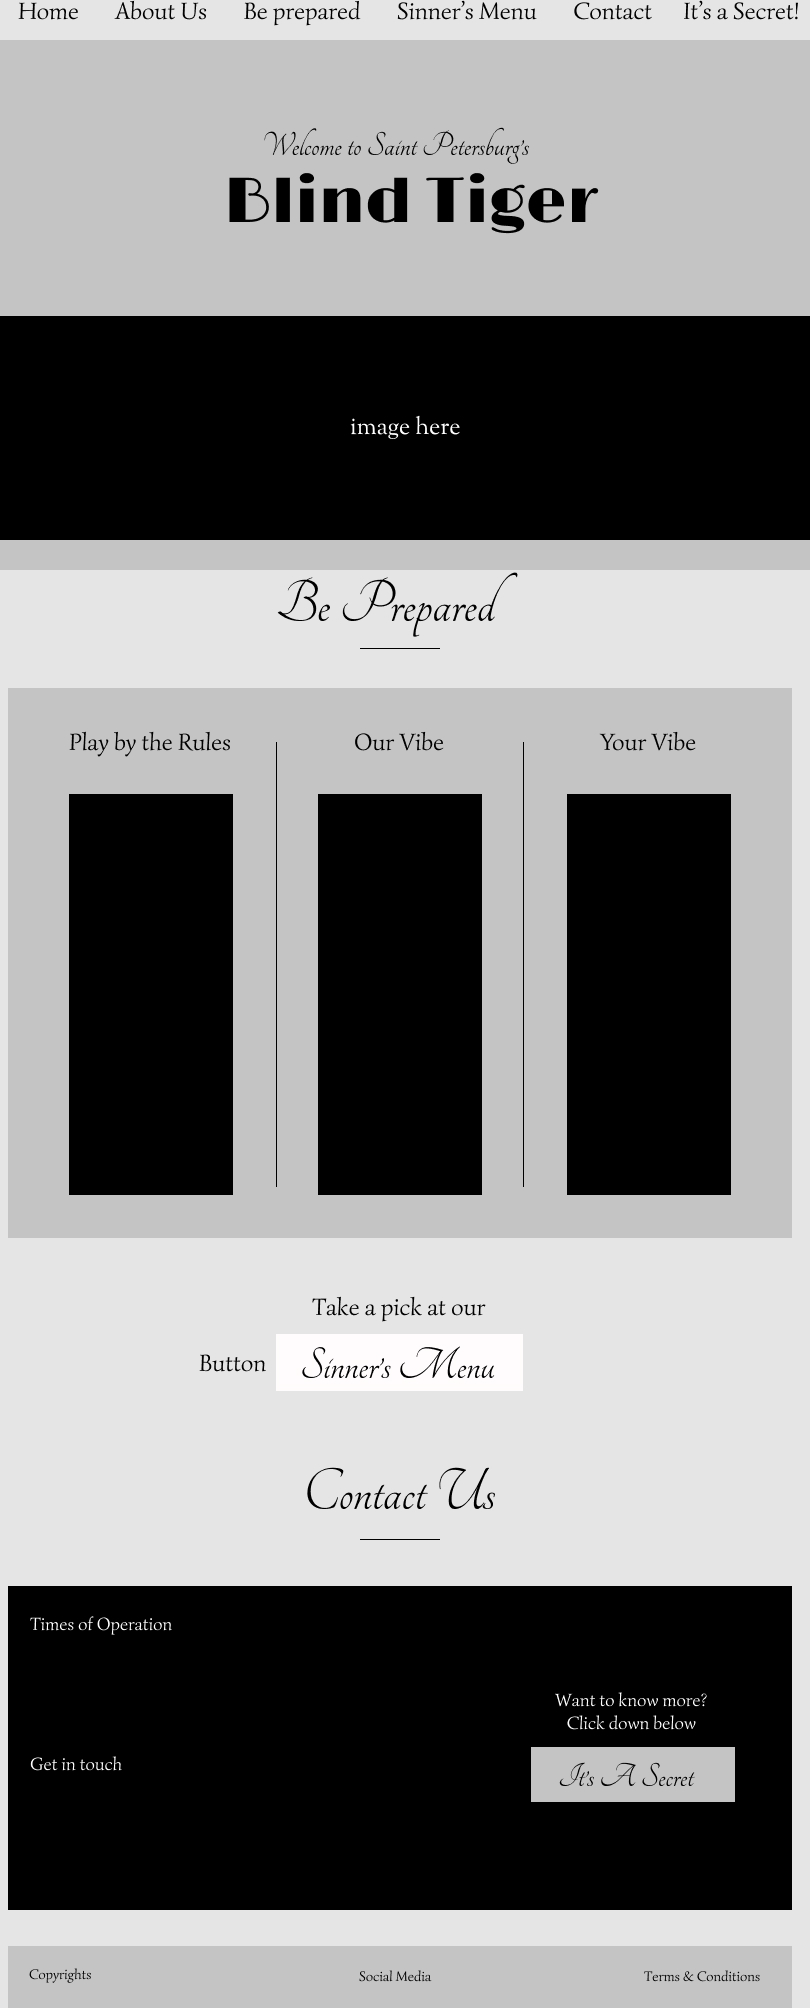 Home About Us Be prepared Sinner’s Menu Contact It’s a Secret!
Welcome to Saint Petersburg's
Blind Tiger
image here
Be Prepared
Play by the Rules
Our Vibe
Your Vibe
Take a pick at our
Button
Sinner's Menu
Contact Us
Times of Operation
Get in touch
Want to know more?
Click down below
It's A Secret
Copyrights
Social Media
Terms & Conditions